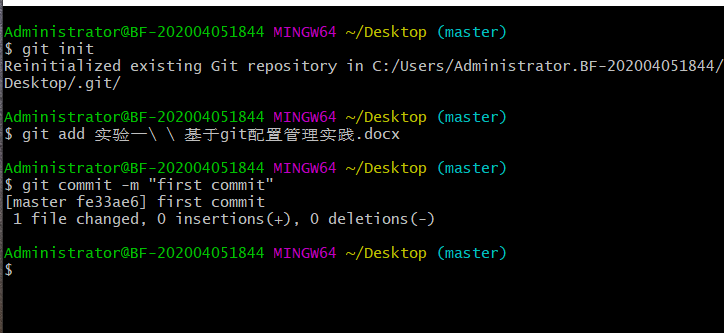 Administrator@BF-202004051844 MINGW64 ~/Desktop (master)
$ git init
Reinitialized existing Git repository in C:/Users/Administrator.BF-202004051844/
Desktop/.git/
Administrator@BF-202004051844 MINGW64 ~/Desktop (master)
$ git add 实验一\ \ 基于git配置管理实践.docx
Administrator@BF-202004051844 MINGW64 ~/Desktop (master)
$ git commit -m "first commit"
[master fe33ae6] first commit
 1 file changed, 0 insertions(+), 0 deletions(-)
Administrator@BF-202004051844 MINGW64 ~/Desktop (master)
$